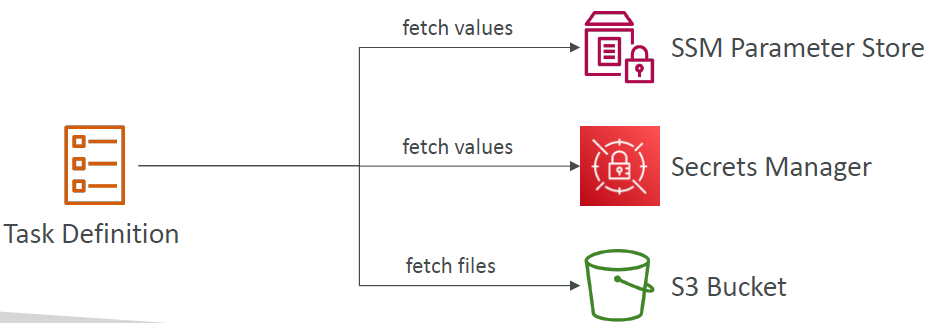 fetch values
SSM Parameter Store
fetch values
Secrets Manager
Task Definition
fetch files
S3 Bucket